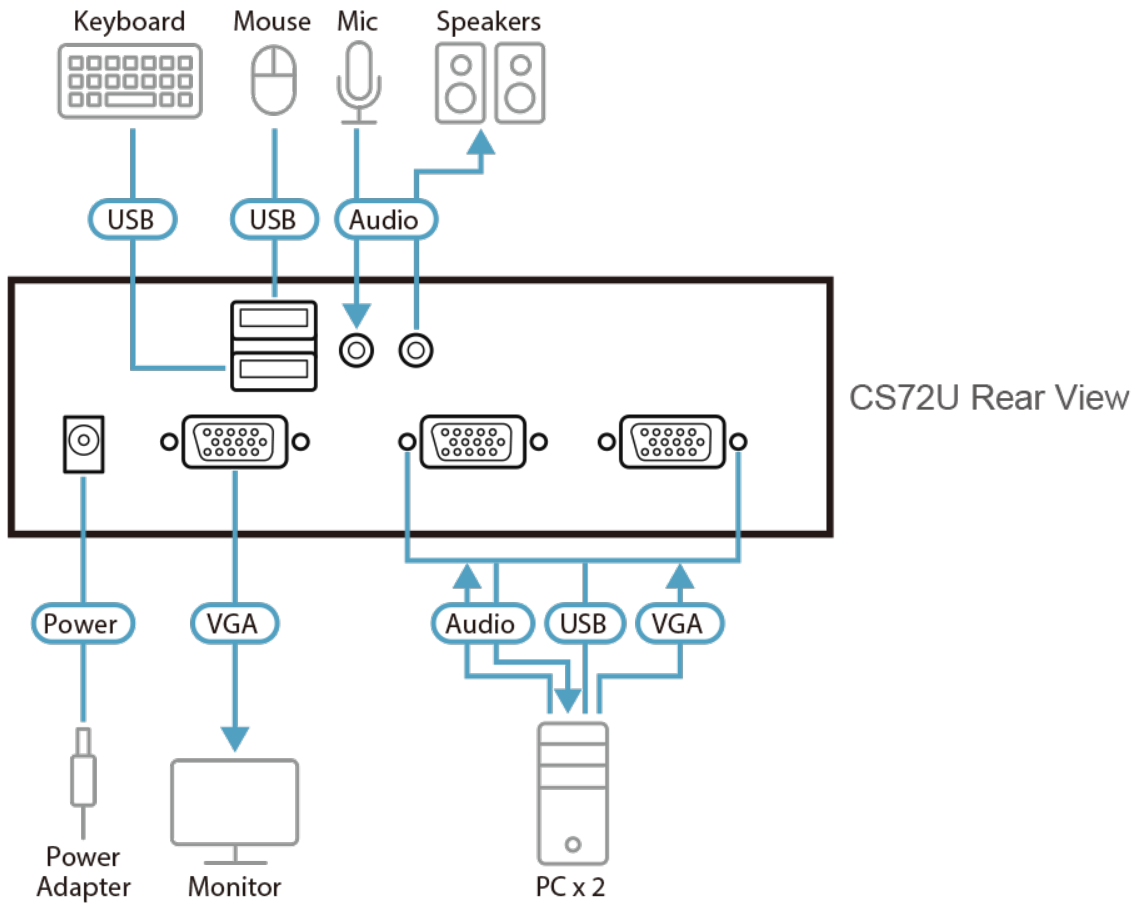 Keyboard Mouse Mic Speakers
USB USB Audio
CS72U Rear View
Power VGA Audio USB VGA
Power
Adapter Monitor PC x 2